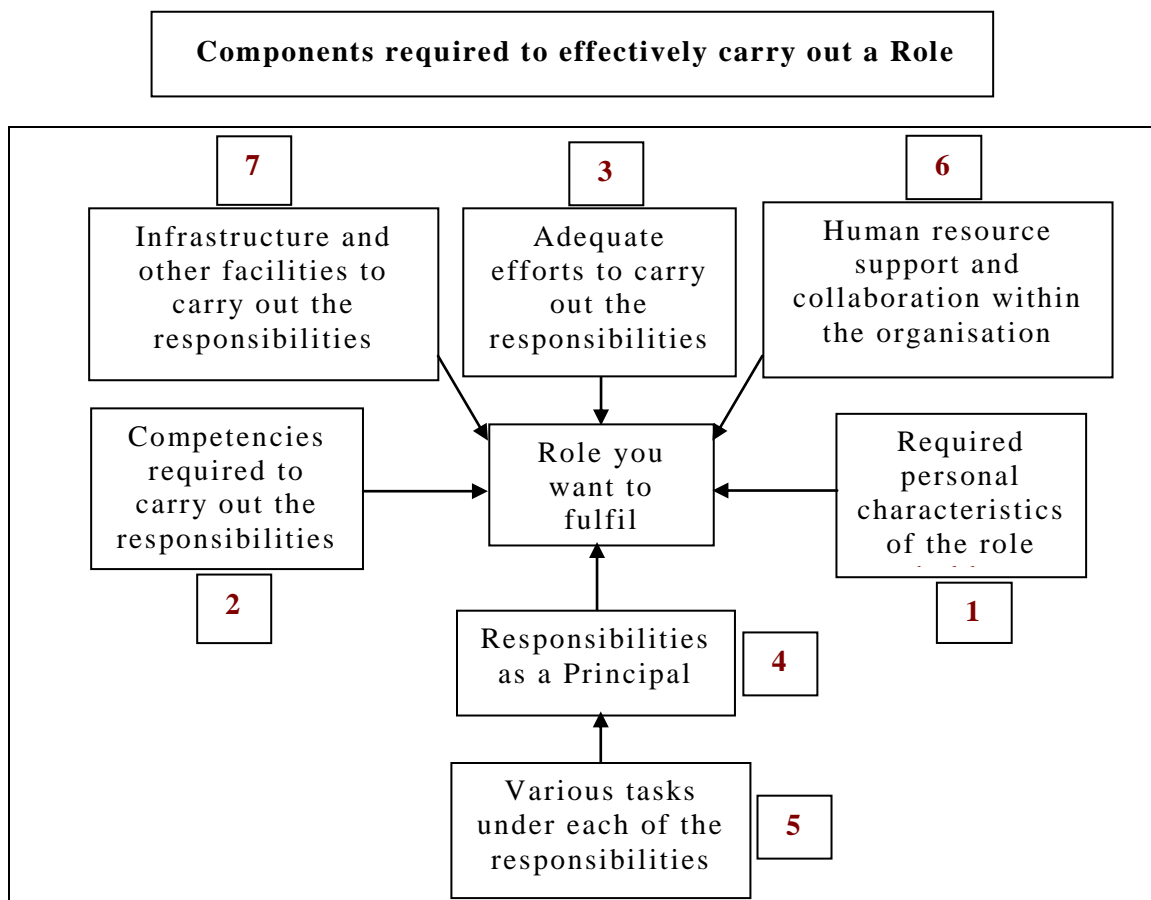 Components required to effectively carry out a Role
7
Infrastructure and
other facilities to
carry out the
responsibilities
3
Adequate
efforts to carry
out the
responsibilities
6
Human resource
support and
collaboration within
the organisation
Competencies
required to
carry out the
responsibilities
2
Role you
want to
fulfil
Required
personal
characteristics
of the role
1
Responsibilities
as a Principal
4
Various tasks
under each of the
responsibilities
5